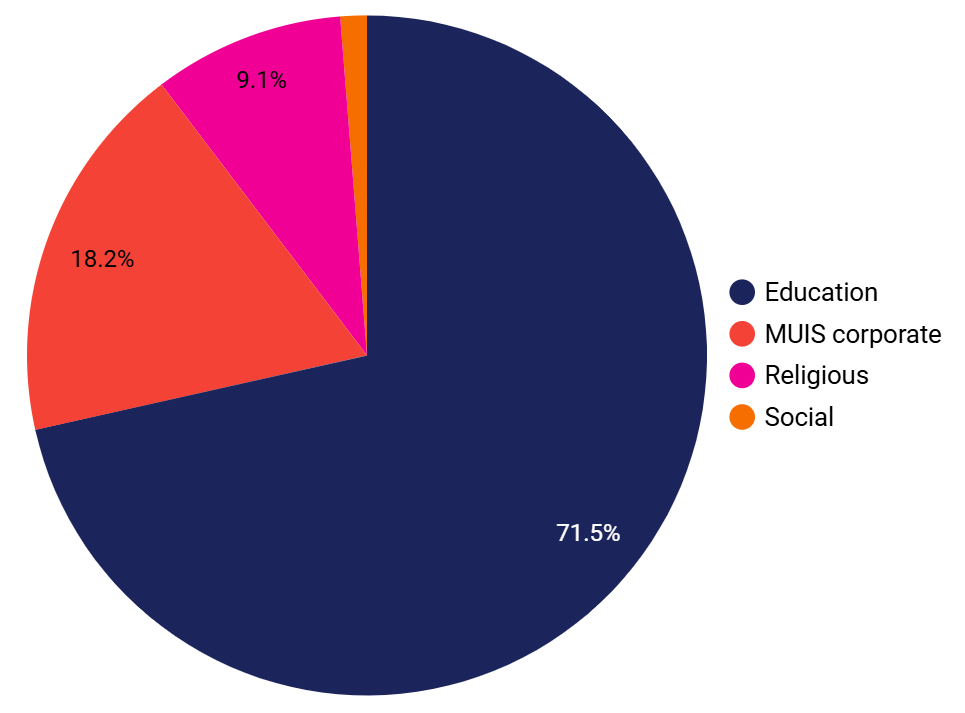 9.1%
18.2%
71.5%
Education
MUIS corporate
Religious
Social